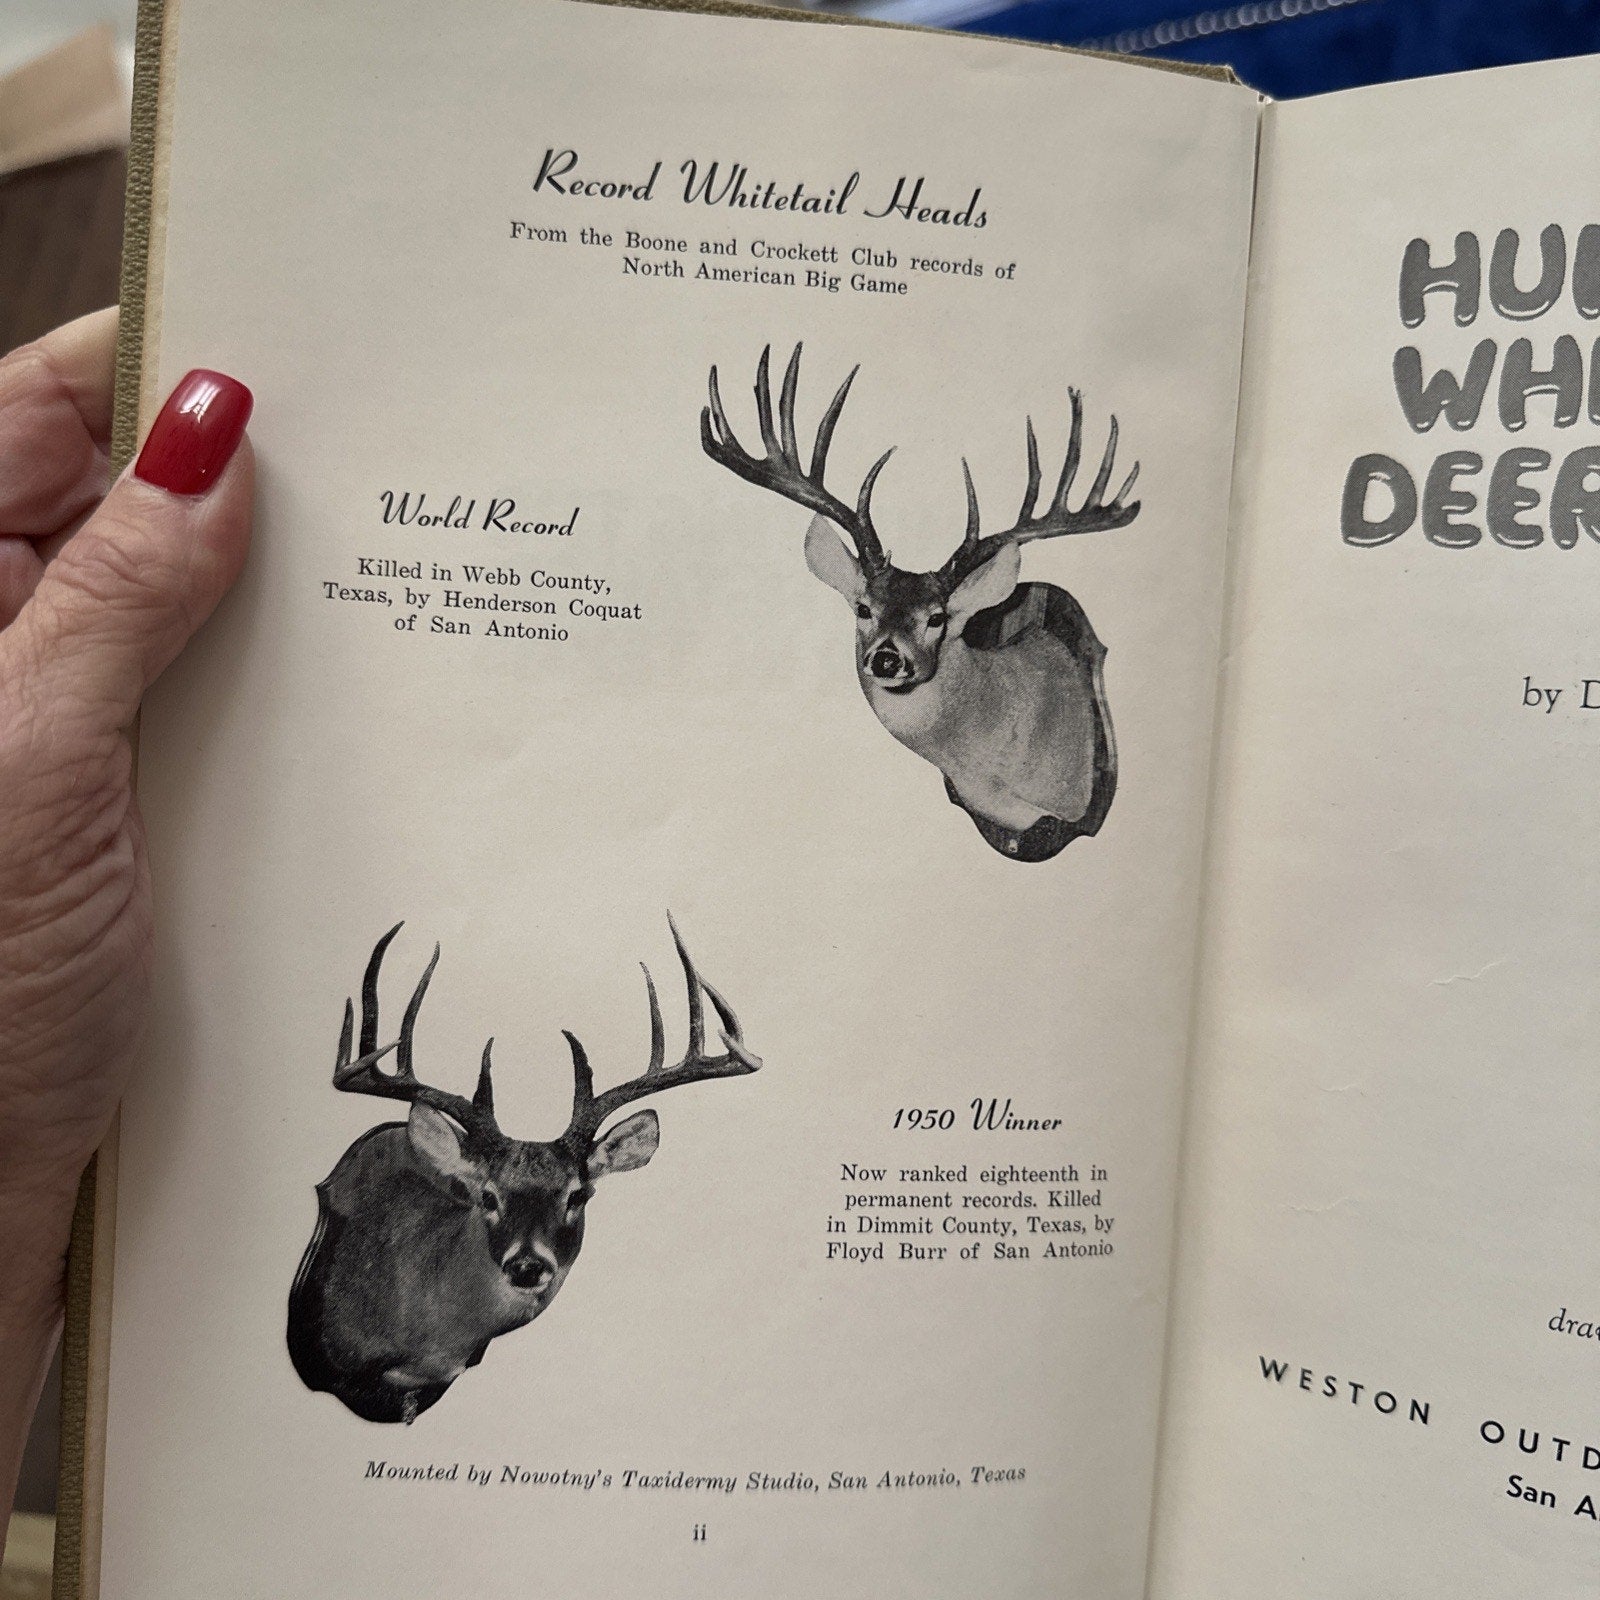 Record Whitetail Heads
From the Boone and Crockett Club records of
North American Big Game
World Record
Killed in Webb County,
Texas, by Henderson Coquat
of San Antonio
1950 Winner
Now ranked eighteenth in
permanent records. Killed
in Dimmit County, Texas, by
Floyd Burr of San Antonio
Mounted by Nowotny's Taxidermy Studio, San Antonio, Texas
ii
DEER
by
WESTON
San